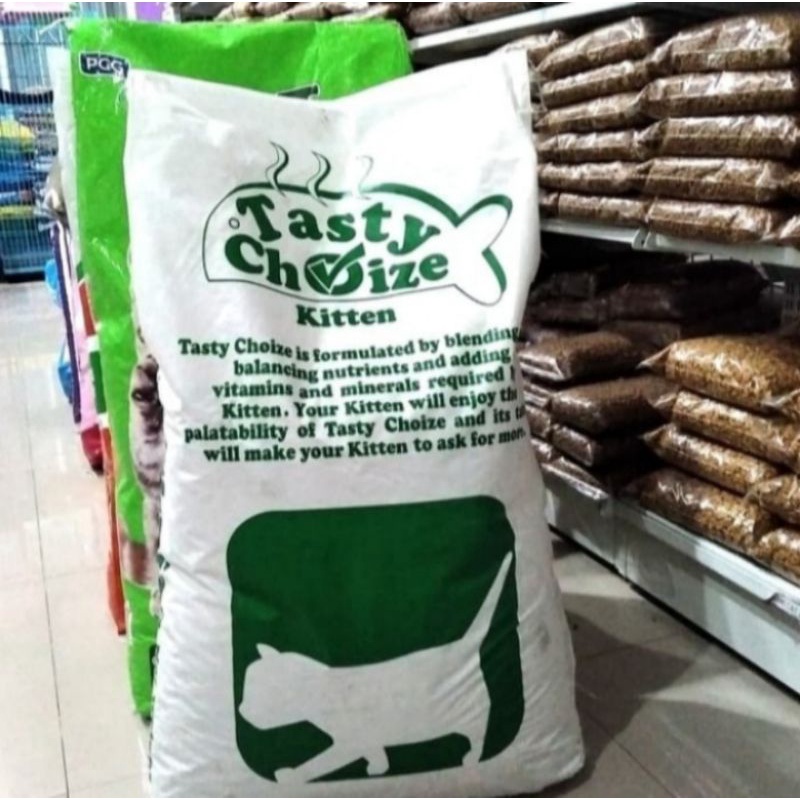 PGG
Tasty
Choize
Kitten
Tasty Choize is formulated by blending
balancing nutrients and adding
vitamins and minerals required
Kitten. Your Kitten will enjoy the
palatability of Tasty Choize and its
will make your Kitten to ask for more.